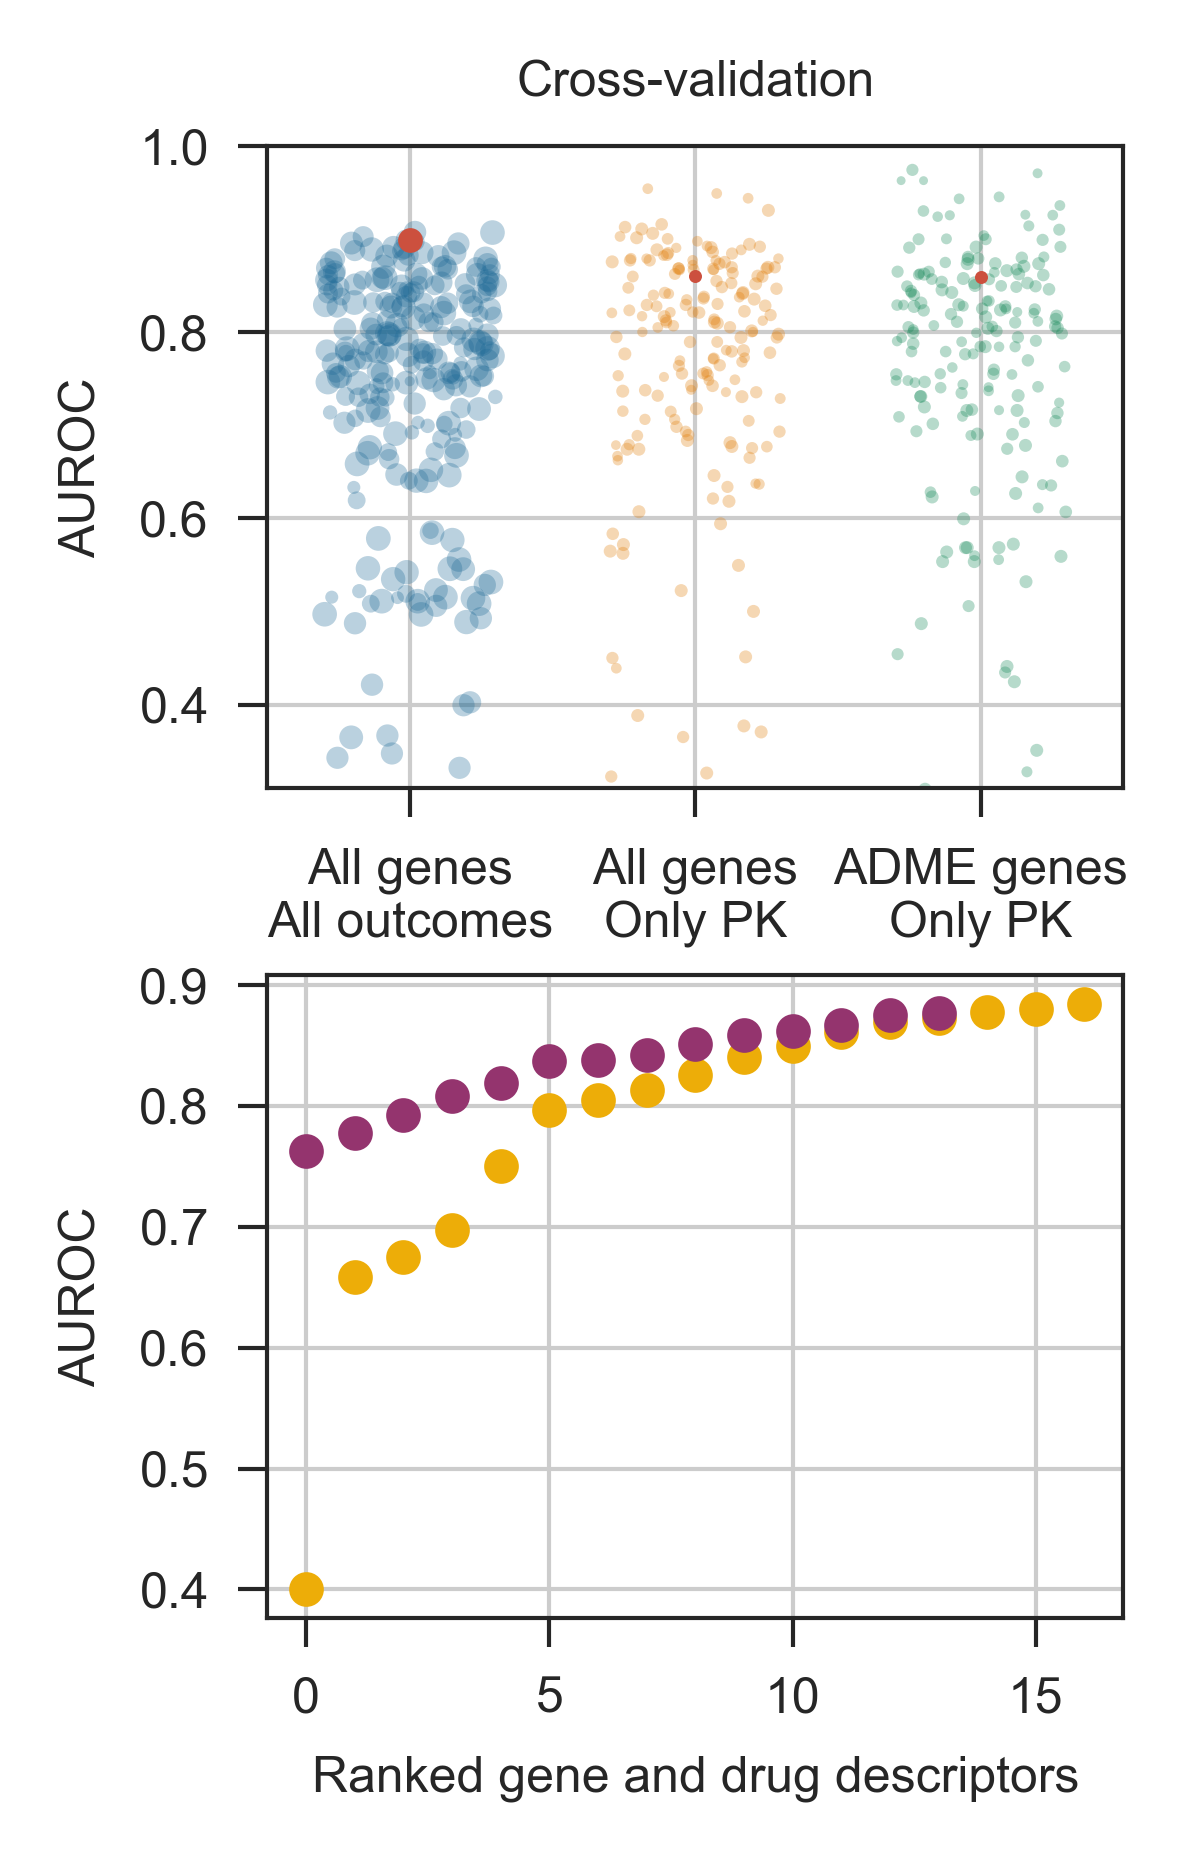 Cross-validation
1.0
0.8
0.6
0.4
AUROC
All genes
All outcomes
All genes
Only PK
ADME genes
Only PK
0.9
0.8
0.7
0.6
0.5
0.4
AUROC
0 5 10 15
Ranked gene and drug descriptors